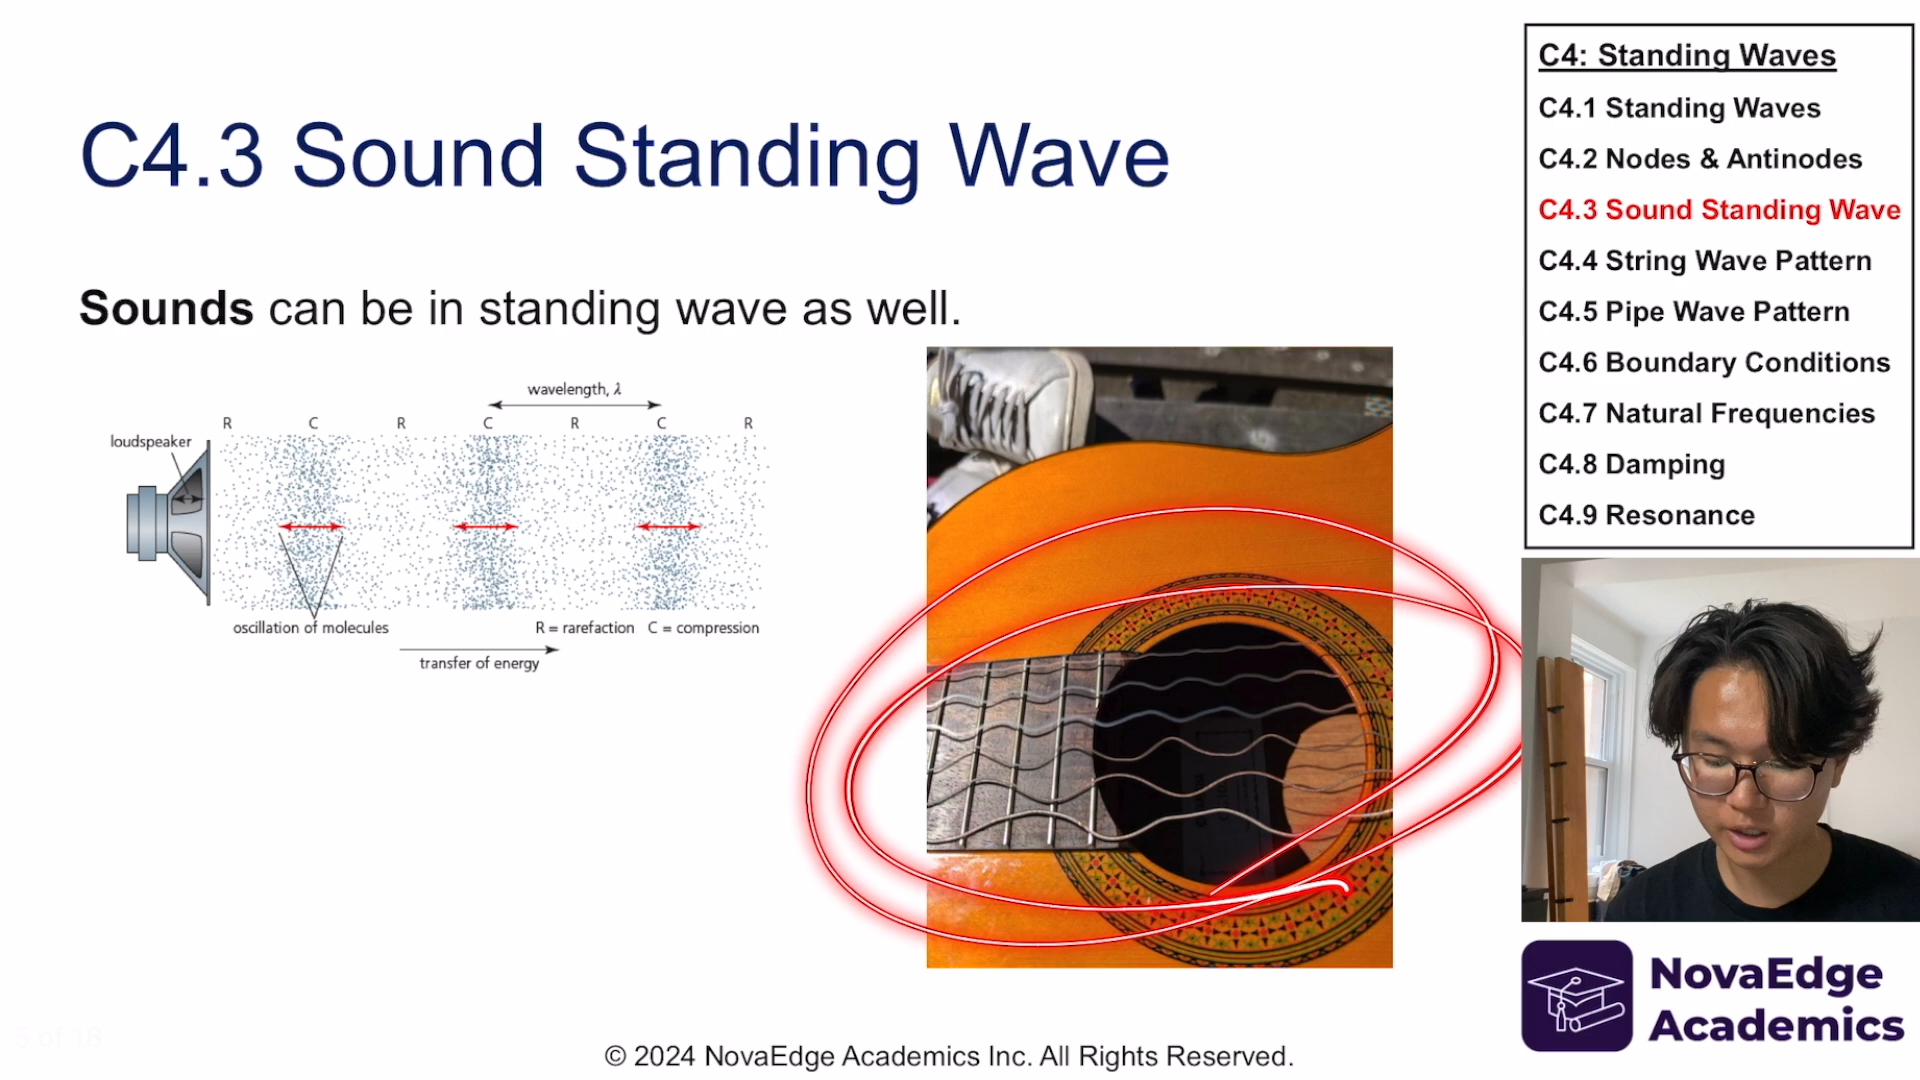 C4.3 Sound Standing Wave
Sounds can be in standing wave as well.
wavelength, λ
R C R C R C R
loudspeaker
oscillation of molecules
R = rarefaction C = compression
transfer of energy
C4: Standing Waves
C4.1 Standing Waves
C4.2 Nodes & Antinodes
C4.3 Sound Standing Wave
C4.4 String Wave Pattern
C4.5 Pipe Wave Pattern
C4.6 Boundary Conditions
C4.7 Natural Frequencies
C4.8 Damping
C4.9 Resonance
NovaEdge
Academics
5 of 18
© 2024 NovaEdge Academics Inc. All Rights Reserved.